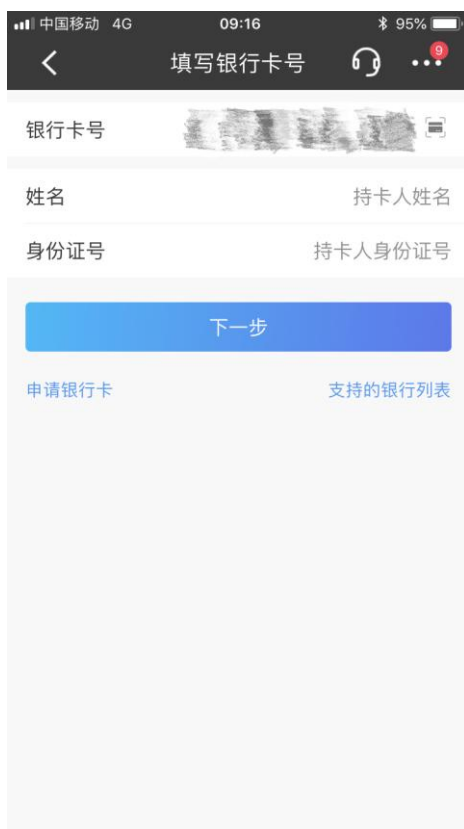 中国移动 4G 09:16 95%
填写银行卡号 9
银行卡号
姓名 持卡人姓名
身份证号 持卡人身份证号
下一步
申请银行卡 支持的银行列表